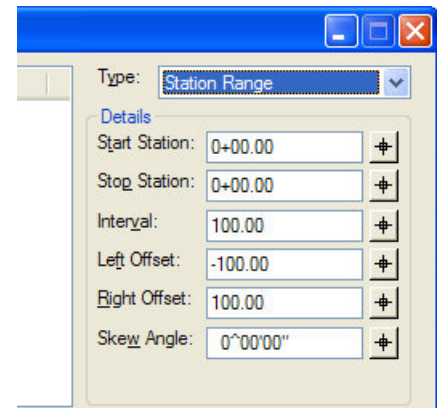 Type: Station Range
Details
Start Station: 0+00.00
Stop Station: 0+00.00
Interval: 100.00
Left Offset: -100.00
Right Offset: 100.00
Skew Angle: 0^00'00"